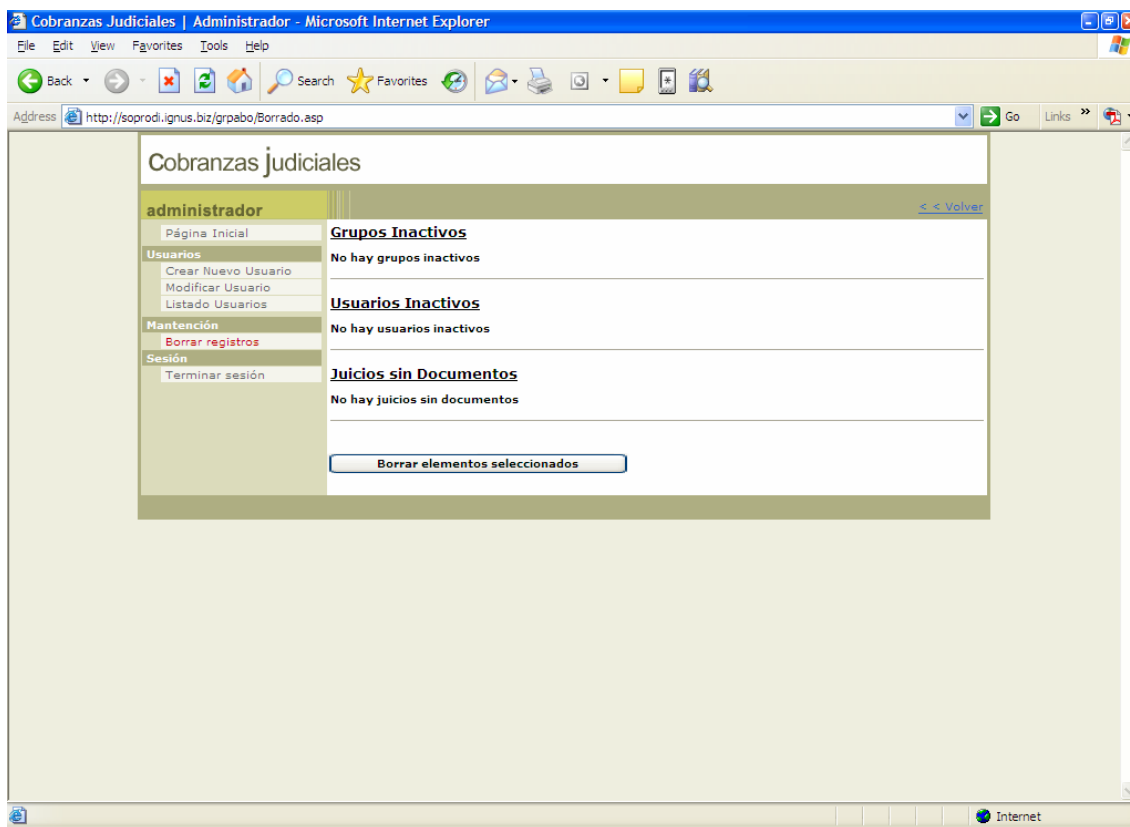 Cobranzas Judiciales | Administrador - Microsoft Internet Explorer
File Edit View Favorites Tools Help
Back Search Favorites
Address http://soprodi.ignus.biz/grpabo/Borrado.asp Go Links »
Cobranzas judiciales
administrador
< < Volver
Página Inicial
Usuarios
Crear Nuevo Usuario
Modificar Usuario
Listado Usuarios
Mantención
Borrar registros
Sesión
Terminar sesión
Grupos Inactivos
No hay grupos inactivos
Usuarios Inactivos
No hay usuarios inactivos
Juicios sin Documentos
No hay juicios sin documentos
Borrar elementos seleccionados
Internet